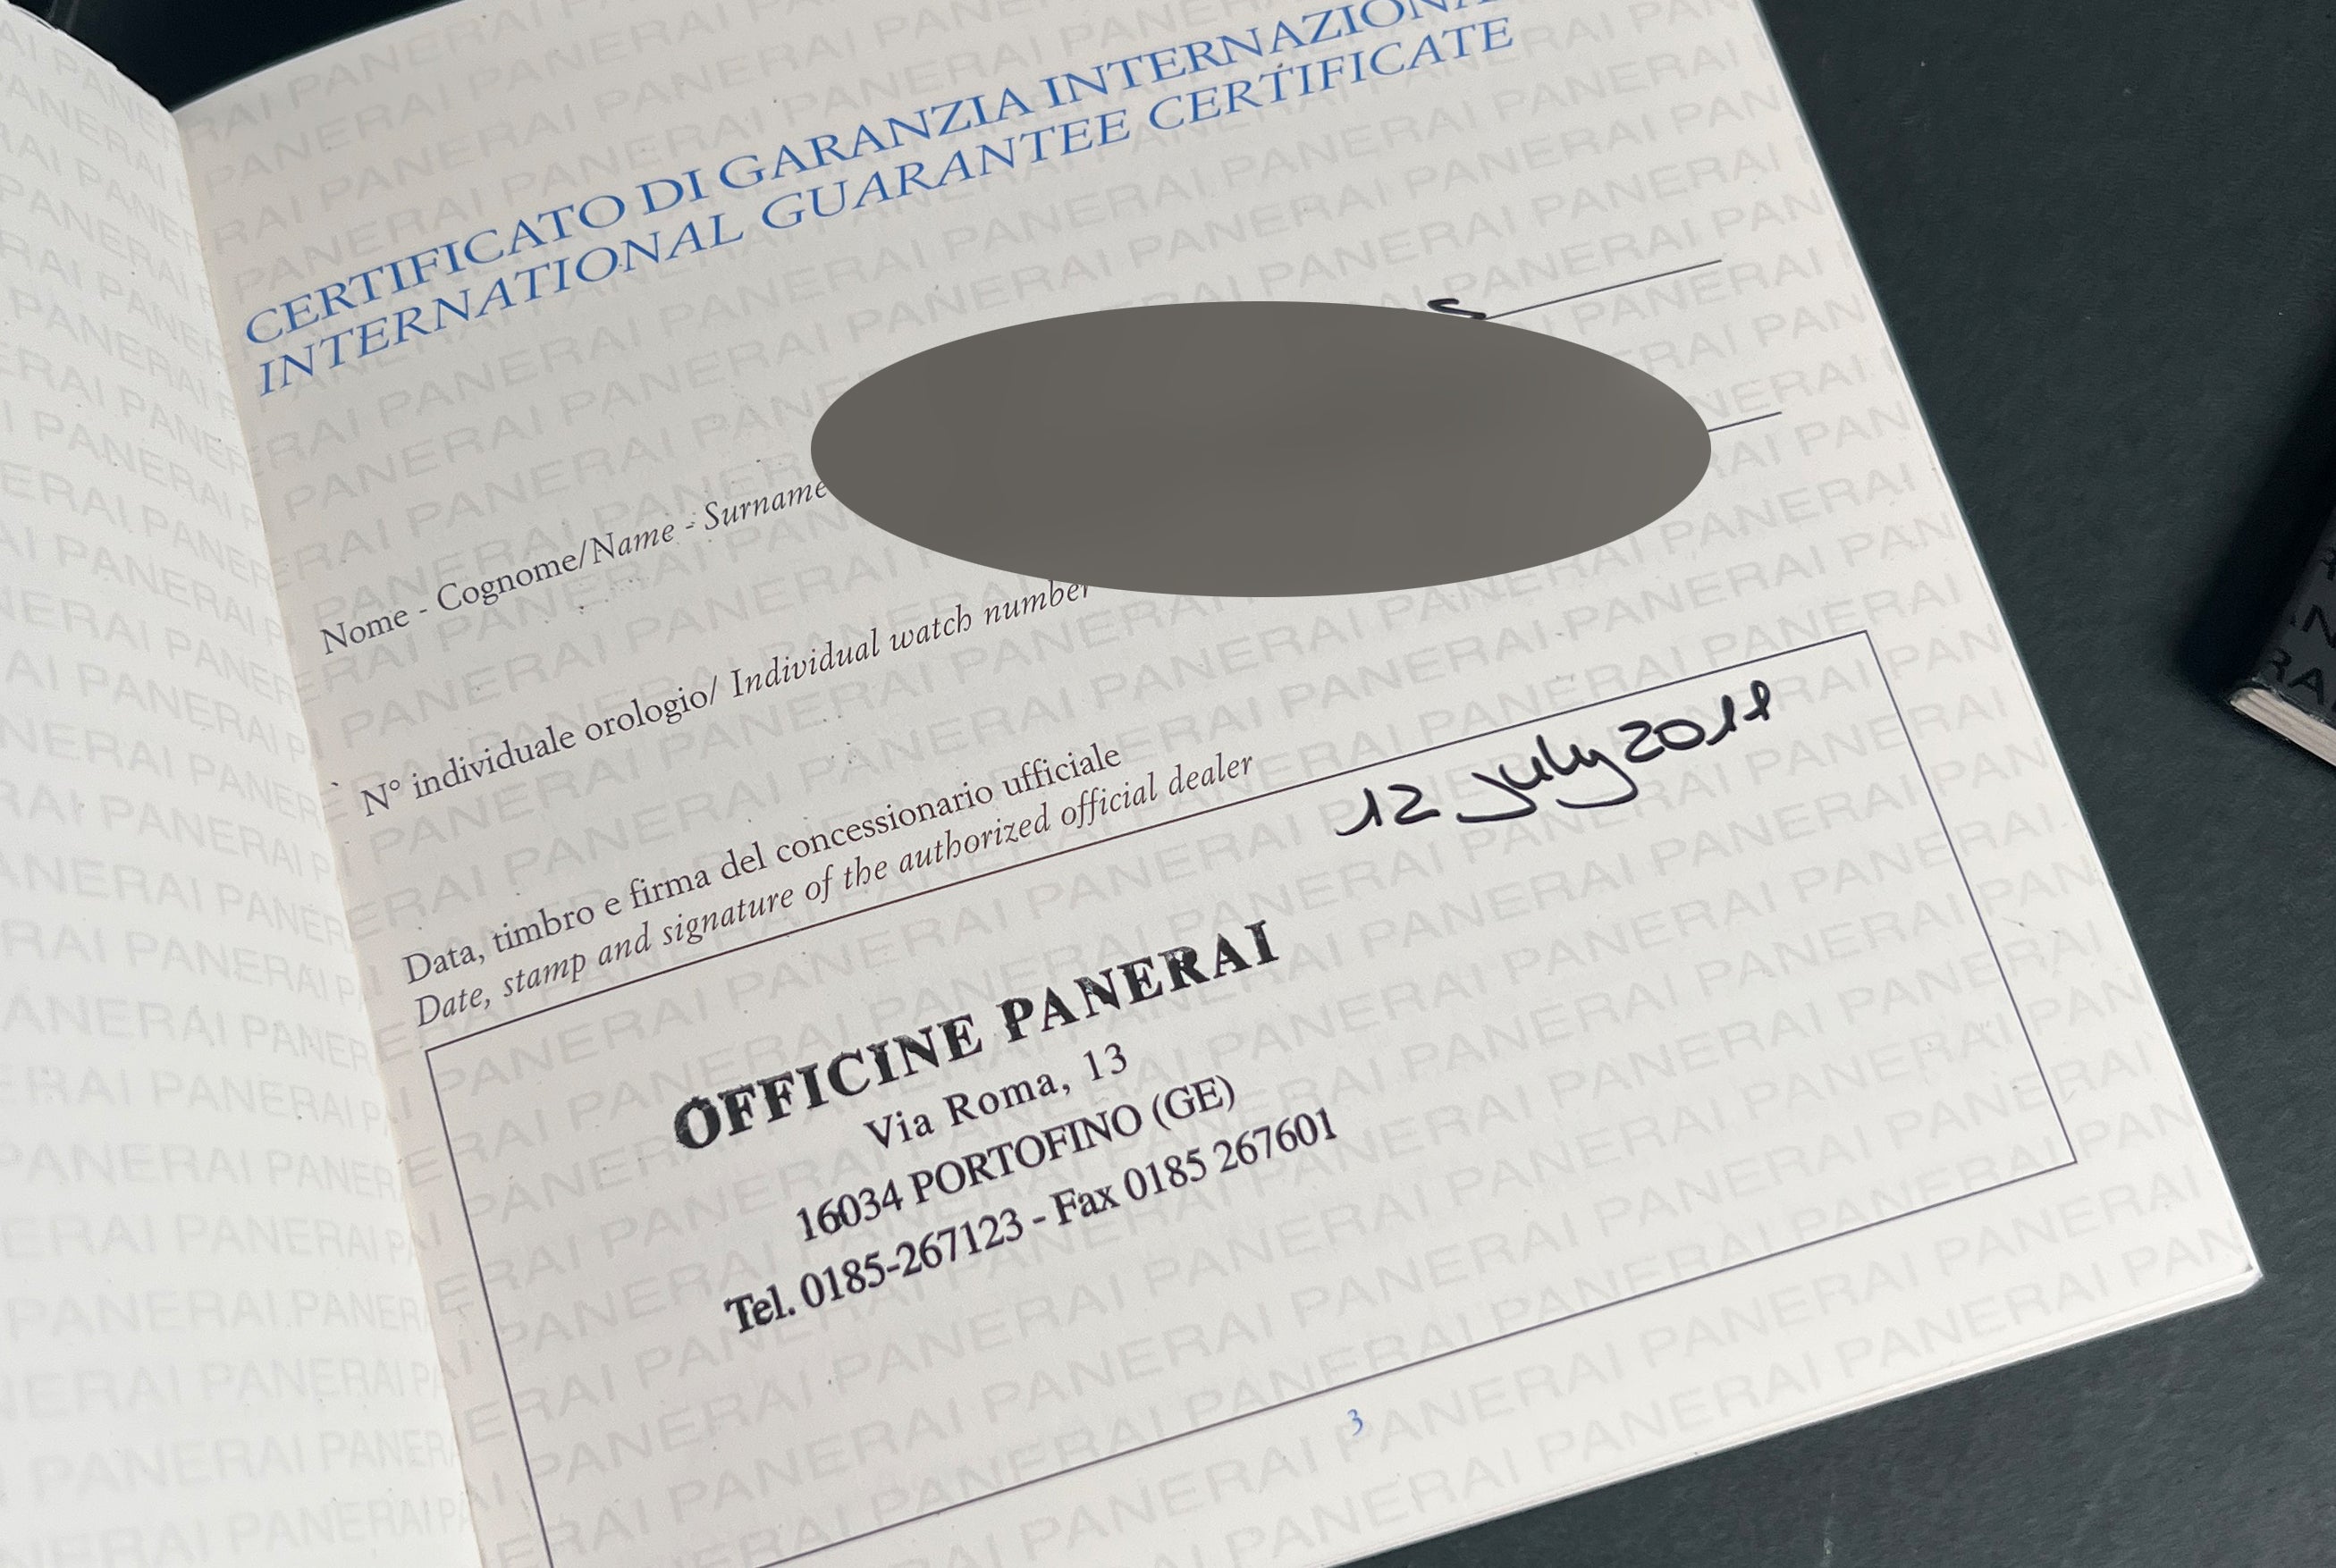 CERTIFICATO DI GARANZIA INTERNAZIONA
INTERNATIONAL GUARANTEE CERTIFICATE
Nome - Cognome/Name - Surname
N° individuale orologio/ Individual watch number
Data, timbro e firma del concessionario ufficiale
Date, stamp and signature of the authorized official dealer
12 July
OFFICINE PANERAI
Via Roma, 13
16034 PORTOFINO (GE)
Tel. 0185-267123 - Fax 0185 267601
3